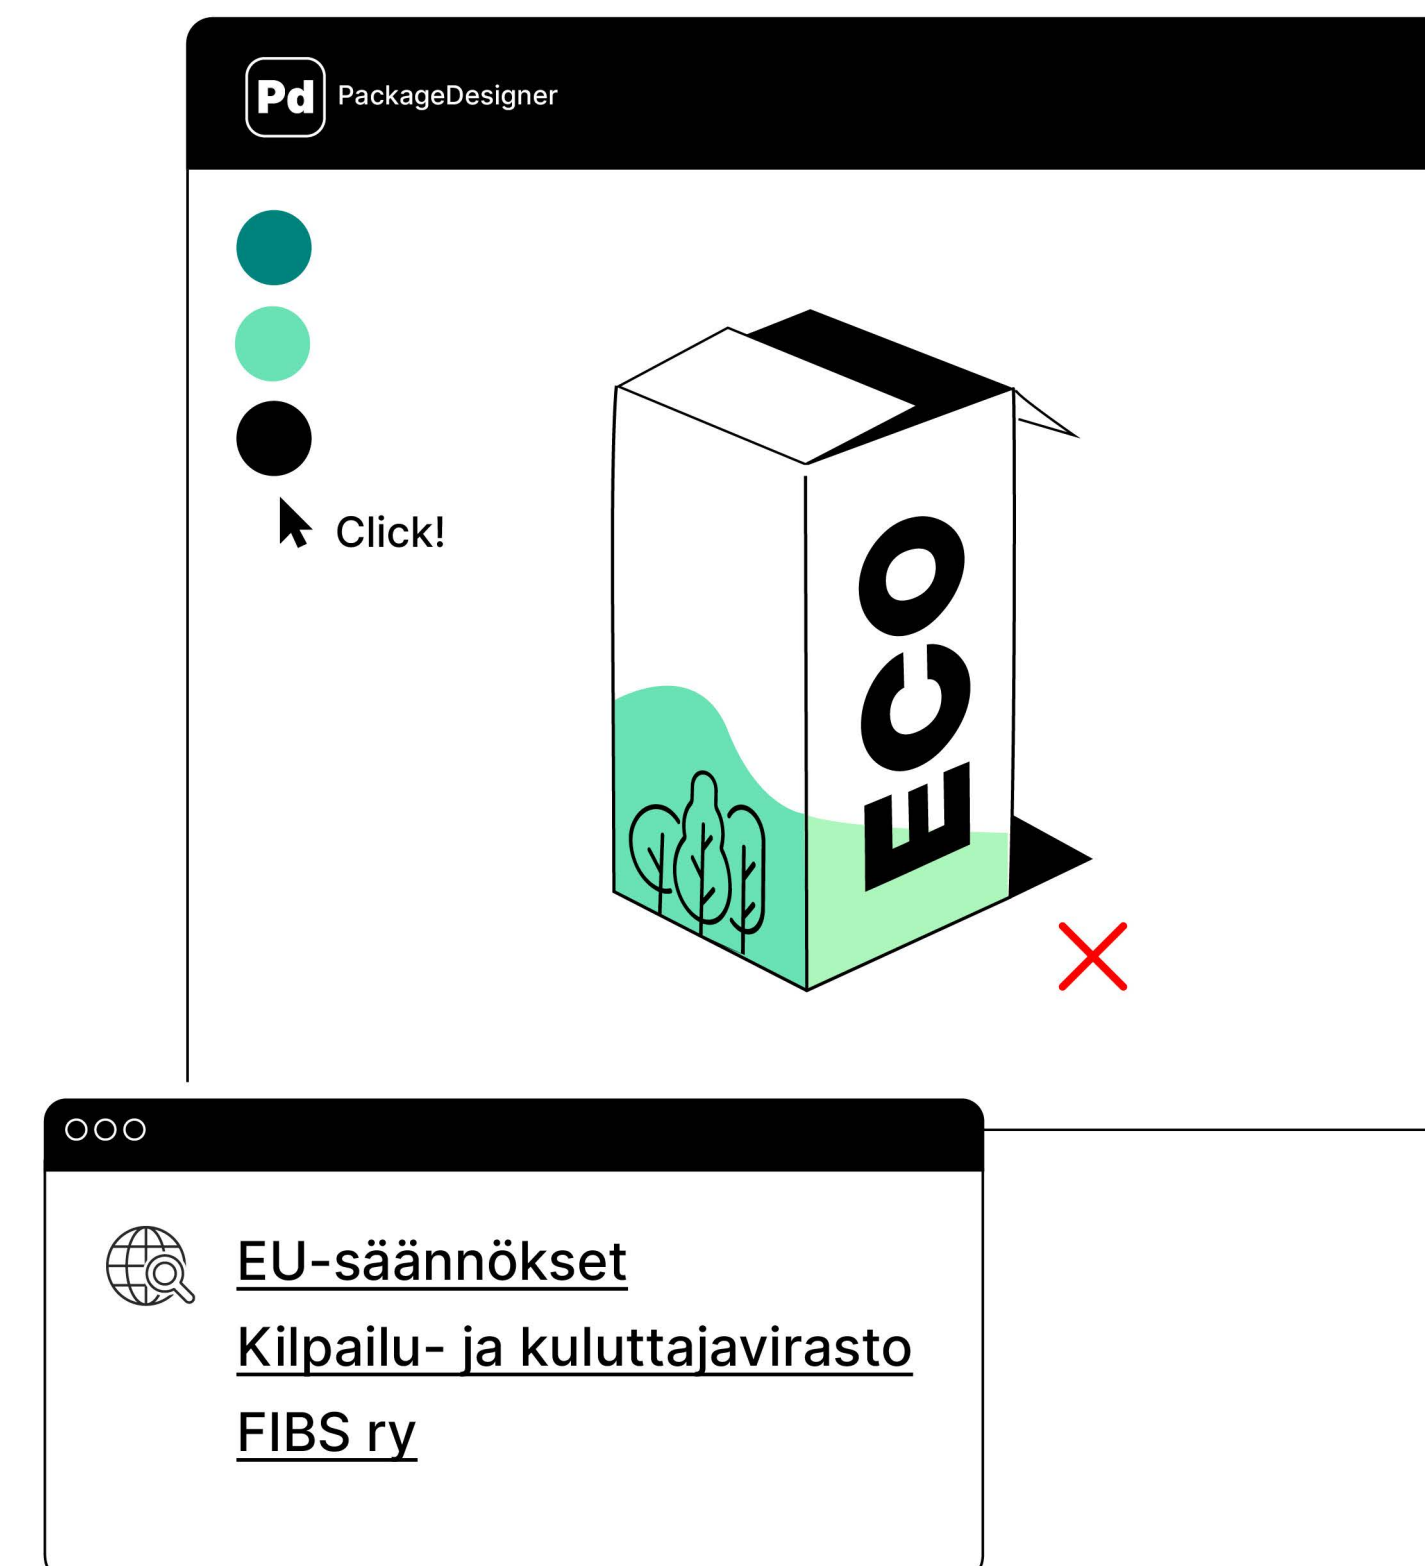 Pd PackageDesigner
Click!
ECO
EU-säännökset
Kilpailu- ja kuluttajavirasto
FIBS ry